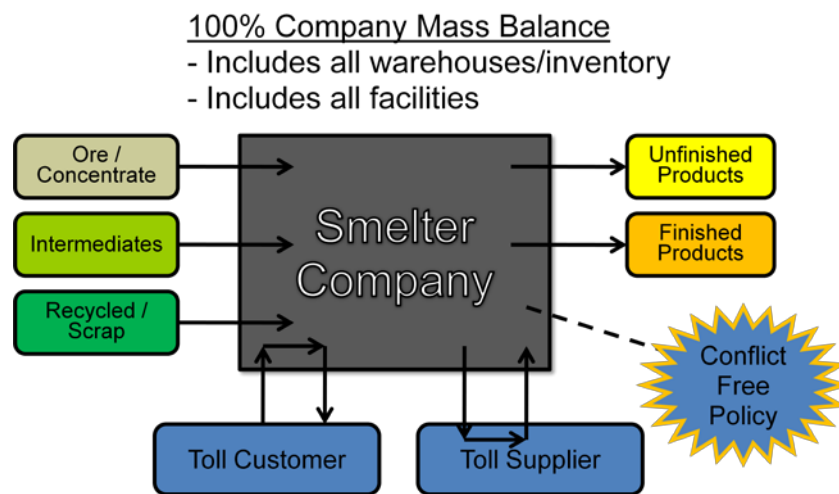 100% Company Mass Balance
- Includes all warehouses/inventory
- Includes all facilities
Ore /
Concentrate
Unfinished
Products
Intermediates
Smelter
Company
Finished
Products
Recycled /
Scrap
Conflict
Free
Policy
Toll Customer
Toll Supplier